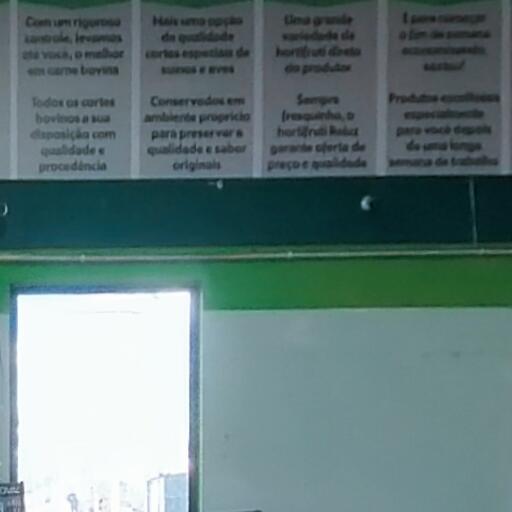 Com um rigoroso
controle, levamos
até você, o melhor
em carne bovina
Todos os cortes
bovinos a sua
disposição com
qualidade e
procedência
Mais uma opção
de qualidade
cortes especiais de
suínos e aves
Conservados em
ambiente propricio
para preservar a
qualidade e sabor
originais
Uma grande
variedade de
hortifruti direto
do produtor
Sempre
fresquinho, o
hortifruti
garante oferta de
preço e qualidade
E para começar
o fim de semana
economizando,
Produtos escolhidos
especialmente
para você depois
de uma longa
semana de trabalho